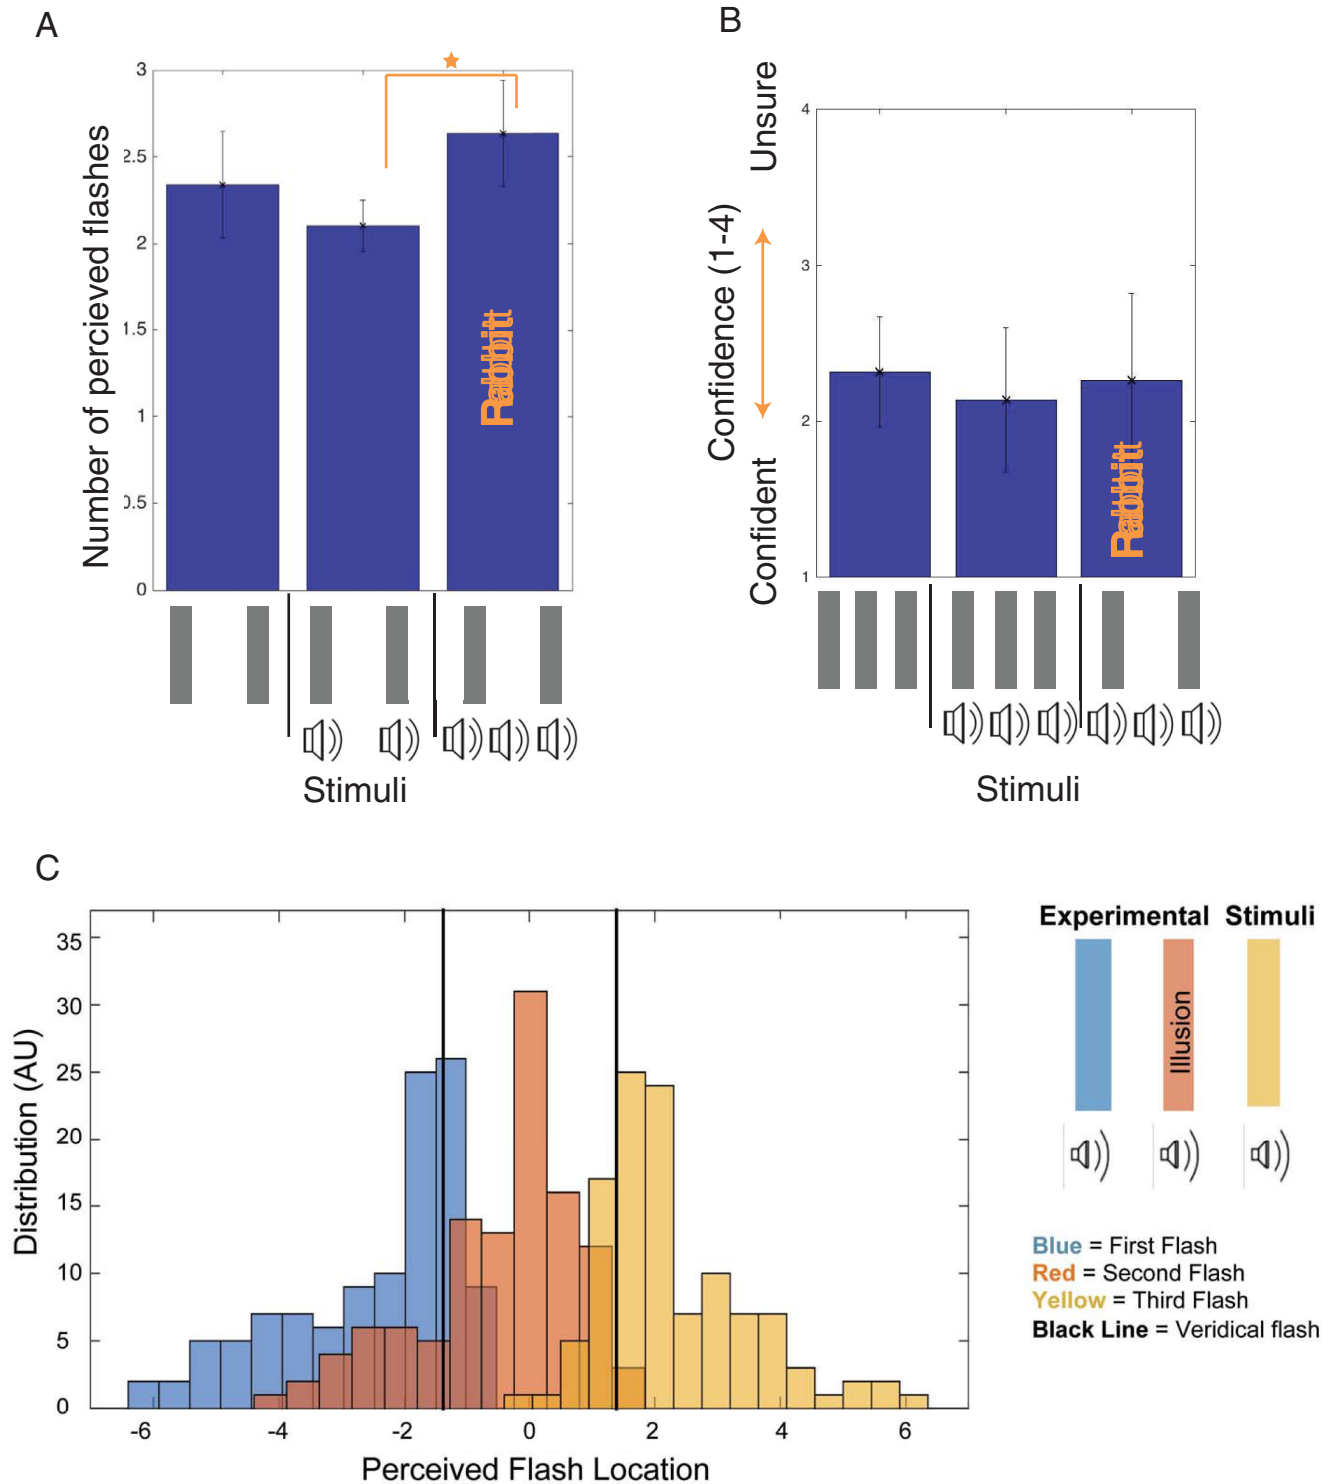 A
Number of percieved flashes
3
2.5
2
1.5
1
0.5
0
Rabbitt
Stimuli
B
Unsure
Confidence (1-4)
Confident
4
3
2
1
Rabbitt
Stimuli
C
Distribution (AU)
35
30
25
20
15
10
5
0
-6
-4
-2
0
2
4
6
Perceived Flash Location
Experimental Stimuli
Illusion
Blue = First Flash
Red = Second Flash
Yellow = Third Flash
Black Line = Veridical flash